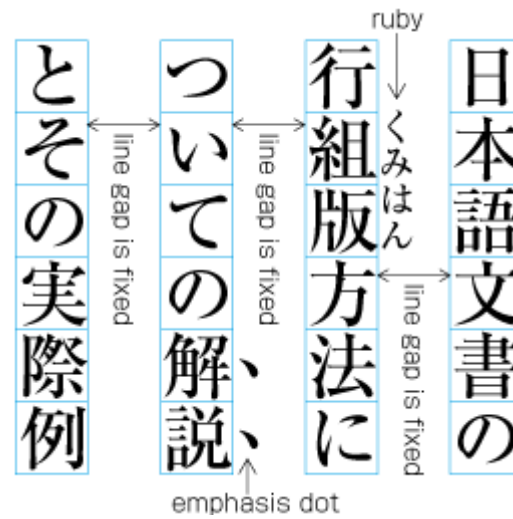 ruby
日本語文書の
行組版方法に
くみはん
ついての解説
、、
とその実際例
line gap is fixed
line gap is fixed
line gap is fixed
emphasis dot